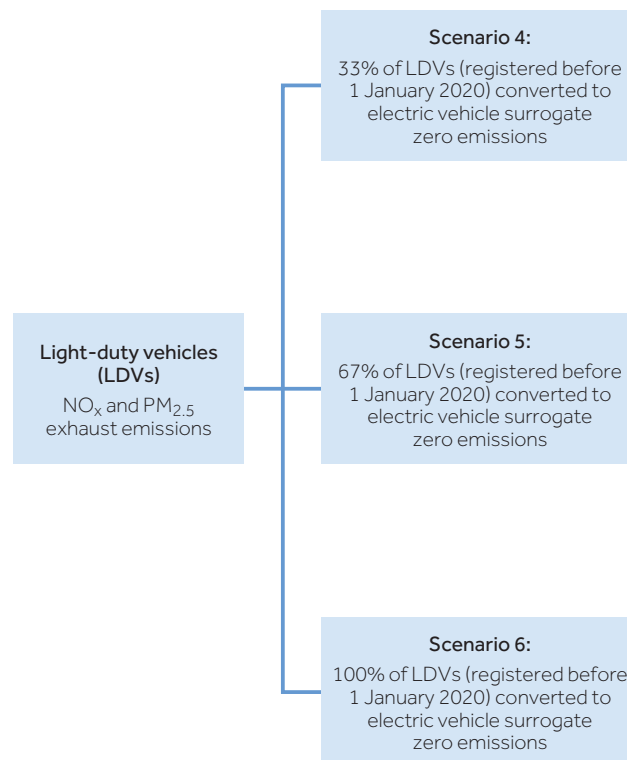 Scenario 4:
33% of LDVs (registered before
1 January 2020) converted to
electric vehicle surrogate
zero emissions
Light-duty vehicles
(LDVs)
NOx and PM2.5
exhaust emissions
Scenario 5:
67% of LDVs (registered before
1 January 2020) converted to
electric vehicle surrogate
zero emissions
Scenario 6:
100% of LDVs (registered before
1 January 2020) converted to
electric vehicle surrogate
zero emissions